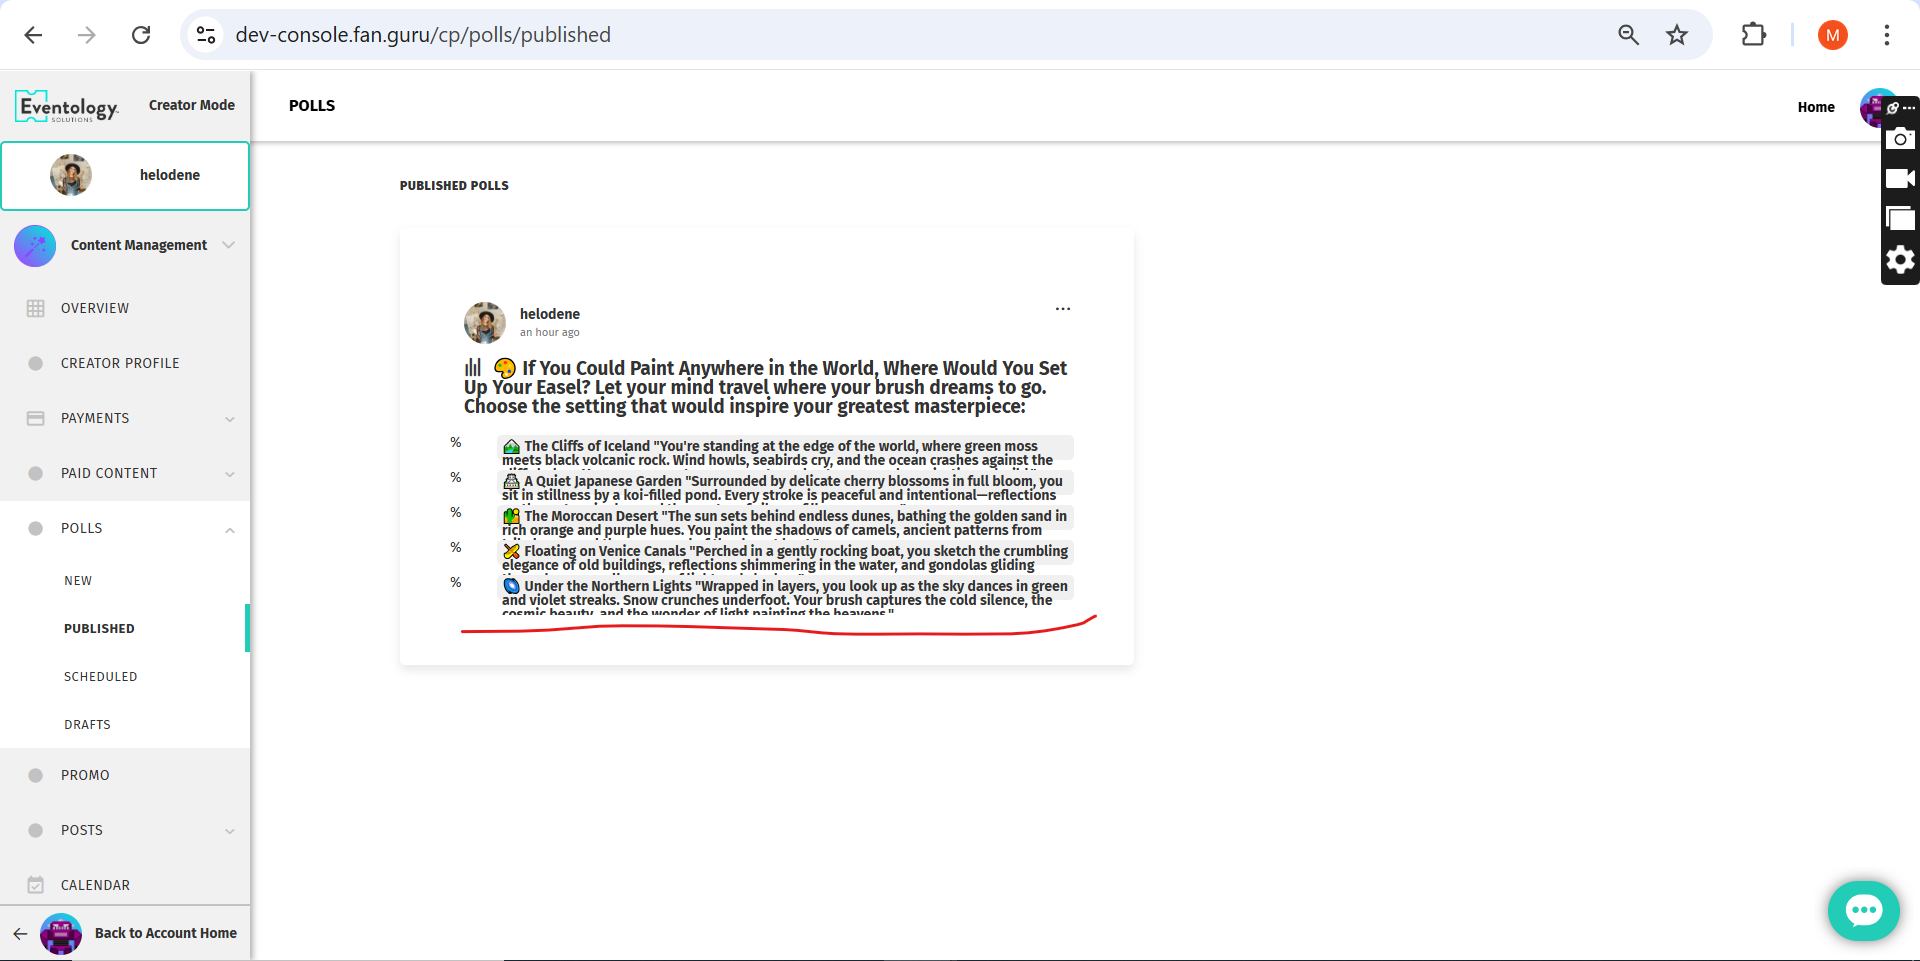 dev-console.fan.guru/cp/polls/published
M
Eventology
SOLUTIONS
Creator Mode
POLLS
Home
helodene
PUBLISHED POLLS
Content Management
OVERVIEW
CREATOR PROFILE
PAYMENTS
PAID CONTENT
POLLS
NEW
PUBLISHED
SCHEDULED
DRAFTS
PROMO
POSTS
CALENDAR
Back to Account Home
helodene
an hour ago
🎨 If You Could Paint Anywhere in the World, Where Would You Set
Up Your Easel? Let your mind travel where your brush dreams to go.
Choose the setting that would inspire your greatest masterpiece:
%
The Cliffs of Iceland "You're standing at the edge of the world, where green moss
meets black volcanic rock. Wind howls, seabirds cry, and the ocean crashes against the
%
A Quiet Japanese Garden "Surrounded by delicate cherry blossoms in full bloom, you
sit in stillness by a koi-filled pond. Every stroke is peaceful and intentional—reflections
%
The Moroccan Desert "The sun sets behind endless dunes, bathing the golden sand in
rich orange and purple hues. You paint the shadows of camels, ancient patterns from
%
Floating on Venice Canals "Perched in a gently rocking boat, you sketch the crumbling
elegance of old buildings, reflections shimmering in the water, and gondolas gliding
%
Under the Northern Lights "Wrapped in layers, you look up as the sky dances in green
and violet streaks. Snow crunches underfoot. Your brush captures the cold silence, the
cosmic beauty, and the wonder of light painting the heavens."